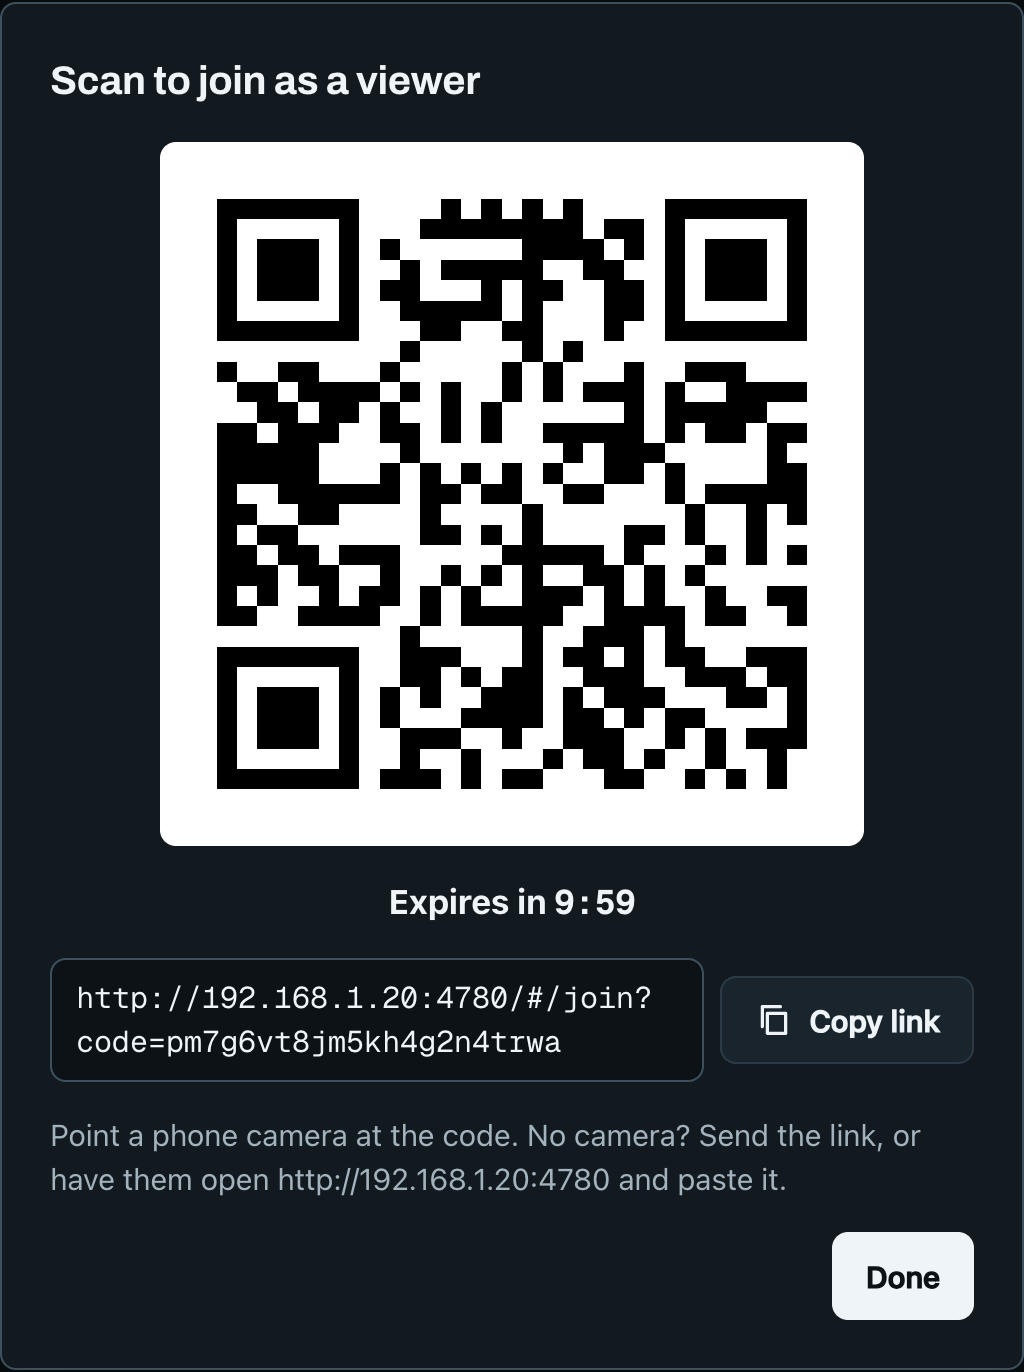 Scan to join as a viewer
Expires in 9:59
http://192.168.1.20:4780/#/join?
code=pm7g6vt8jm5kh4g2n4trwa
Copy link
Point a phone camera at the code. No camera? Send the link, or
have them open http://192.168.1.20:4780 and paste it.
Done